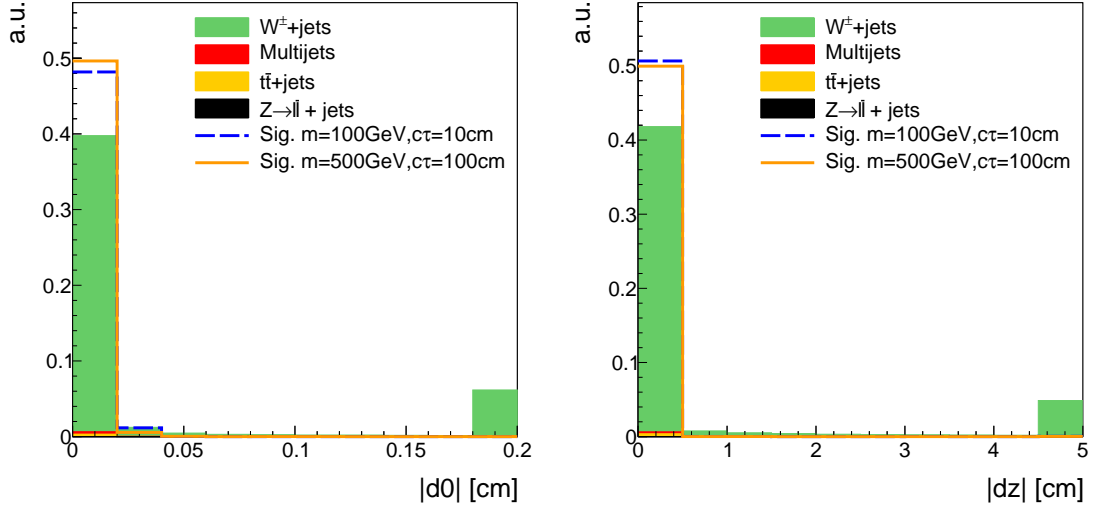 a.u.
W±+jets
Multijets
tt̄+jets
Z→ll̄ + jets
Sig. m=100GeV,cτ=10cm
Sig. m=500GeV,cτ=100cm
0.5
0.4
0.3
0.2
0.1
0
0 0.05 0.1 0.15 0.2
|d0| [cm]
a.u.
W±+jets
Multijets
tt̄+jets
Z→ll̄ + jets
Sig. m=100GeV,cτ=10cm
Sig. m=500GeV,cτ=100cm
0.5
0.4
0.3
0.2
0.1
0
0 1 2 3 4 5
|dz| [cm]